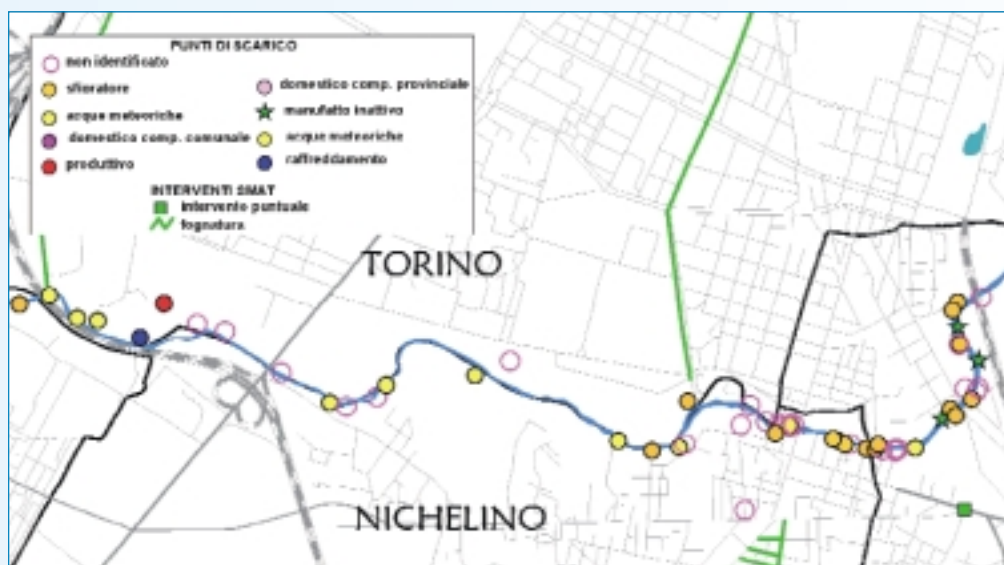 PUNTI DI SCARICO
non identificato
sfioratore
acque meteoriche
domestico comp. comunale
produttivo
domestico comp. provinciale
manufatto inattivo
acque meteoriche
raffreddamento
INTERVENTI SMAT
intervento puntuale
fognatura
TORINO
NICHELINO